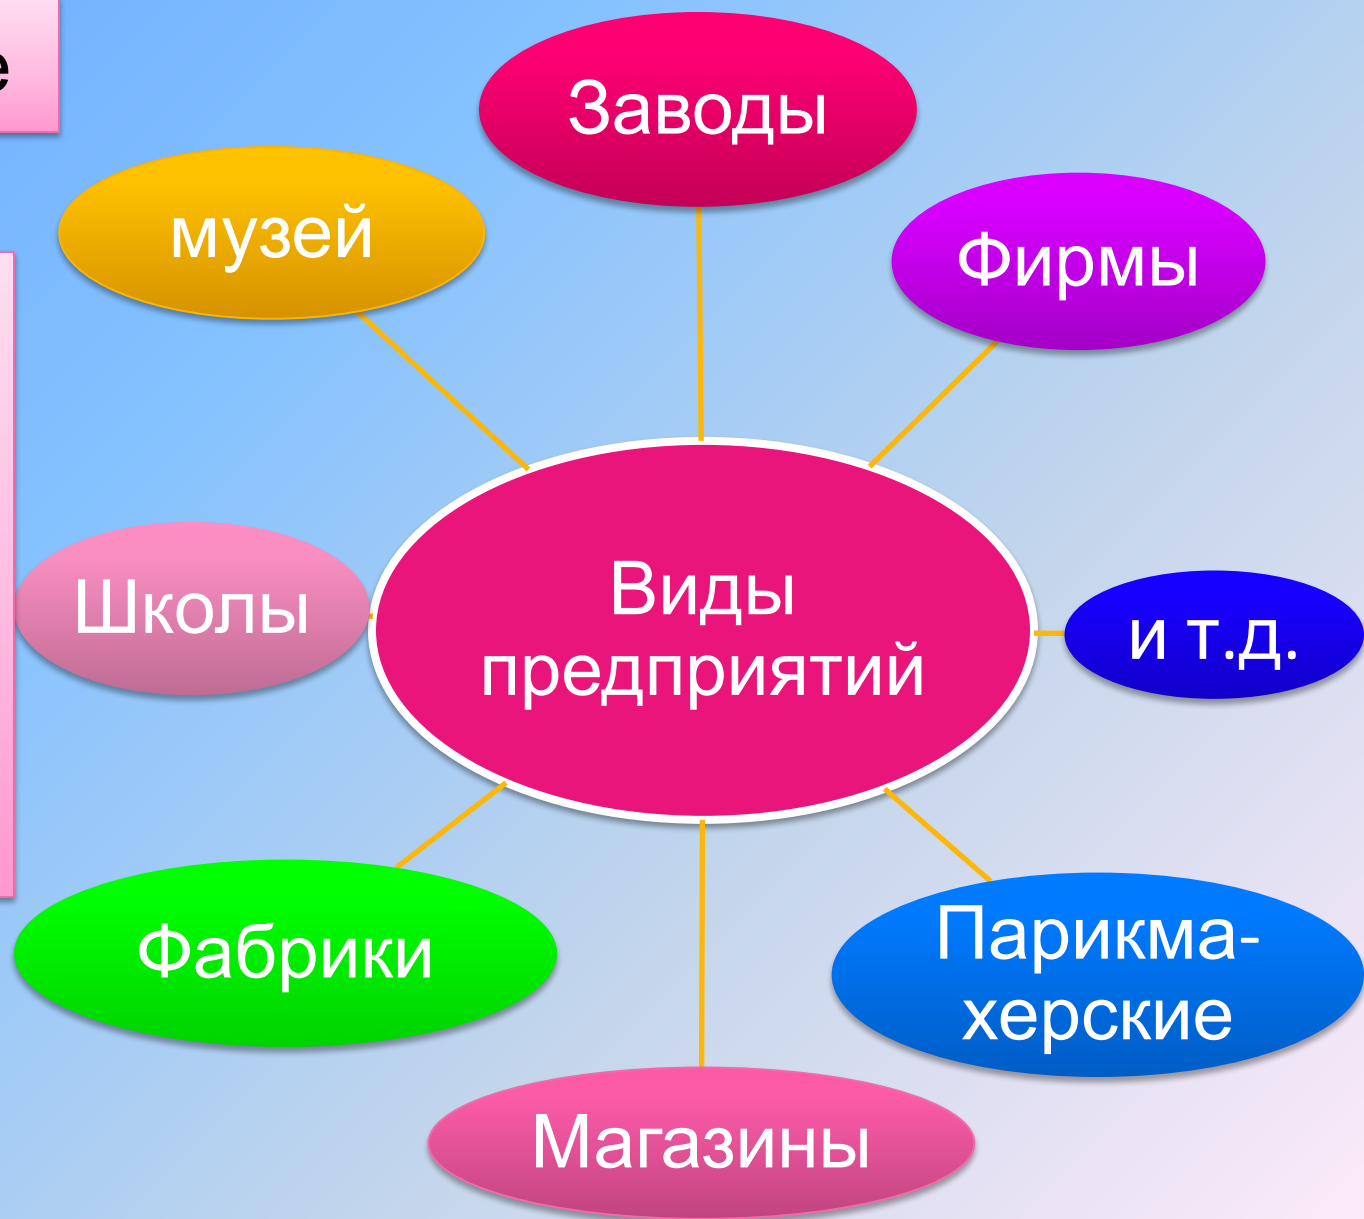 е
Заводы
музей
Фирмы
Школы
Виды
предприятий
и т.д.
Фабрики
Парикма-
херские
Магазины